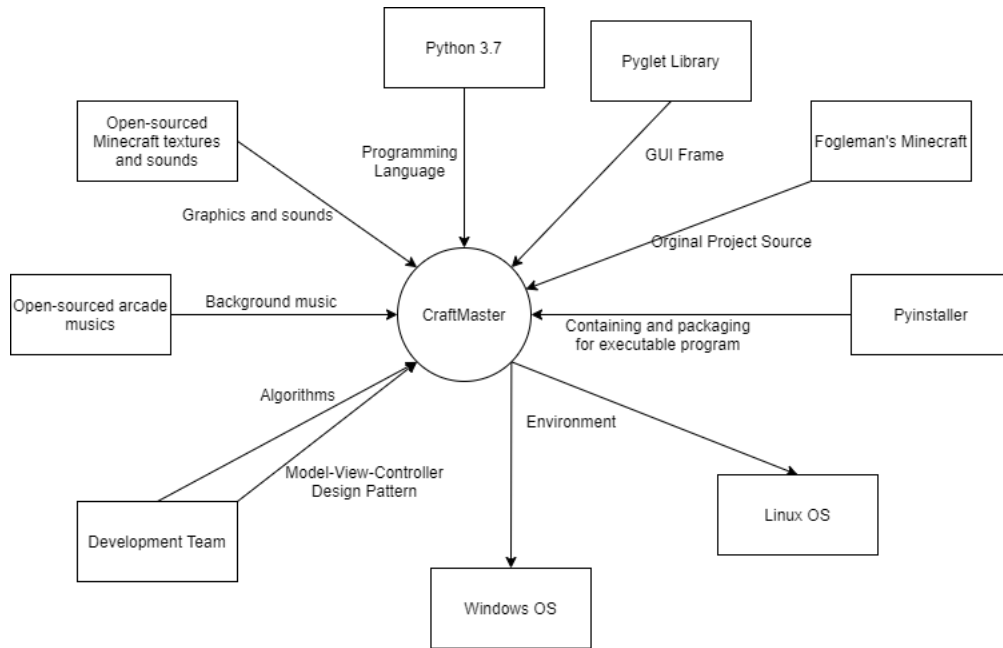 Python 3.7
Pyglet Library
Open-sourced
Minecraft textures
and sounds
Fogleman's Minecraft
Programming
Language
GUI Frame
Graphics and sounds
Orginal Project Source
Open-sourced arcade
musics
Background music
CraftMaster
Containing and packaging
for executable program
Pyinstaller
Algorithms
Environment
Model-View-Controller
Design Pattern
Development Team
Linux OS
Windows OS